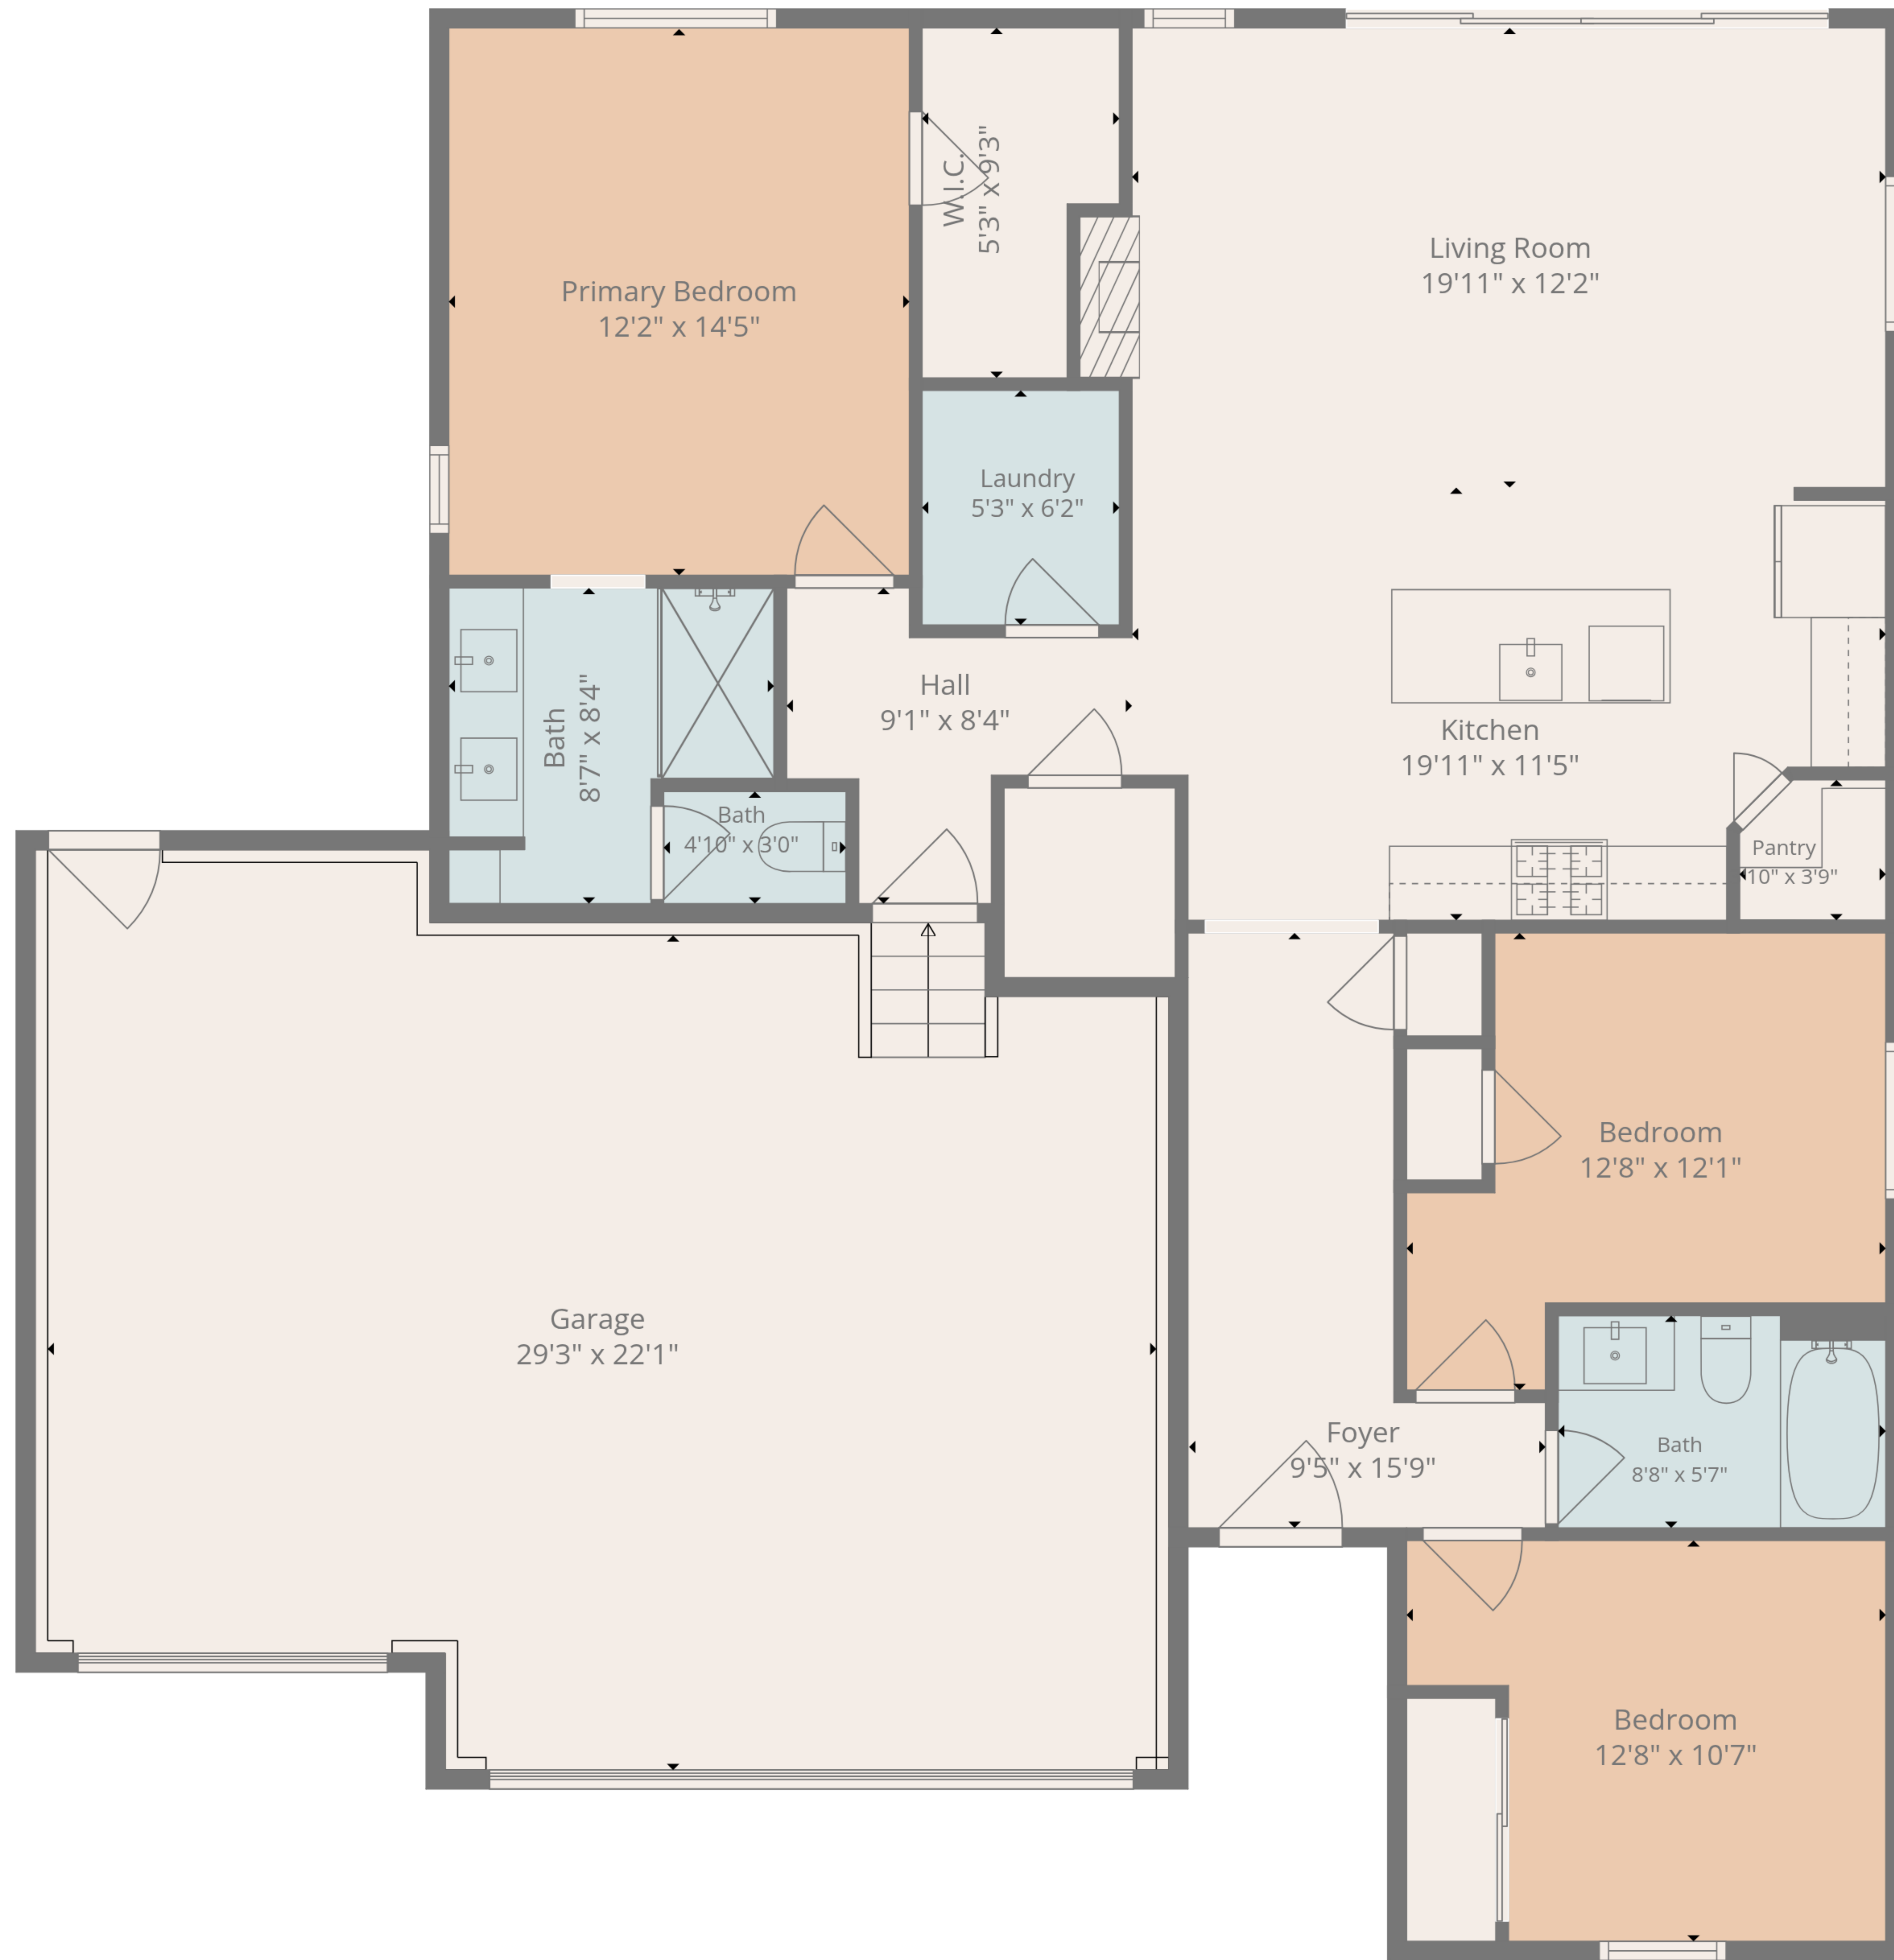 W.I.C.
5'3" x 9'3"
Living Room
19'11" x 12'2"
Primary Bedroom
12'2" x 14'5"
Laundry
5'3" x 6'2"
Hall
9'1" x 8'4"
Bath
8'7" x 8'4"
Kitchen
19'11" x 11'5"
Bath
4'10" x 3'0"
Pantry
10" x 3'9"
Bedroom
12'8" x 12'1"
Garage
29'3" x 22'1"
Foyer
9'5" x 15'9"
Bath
8'8" x 5'7"
Bedroom
12'8" x 10'7"